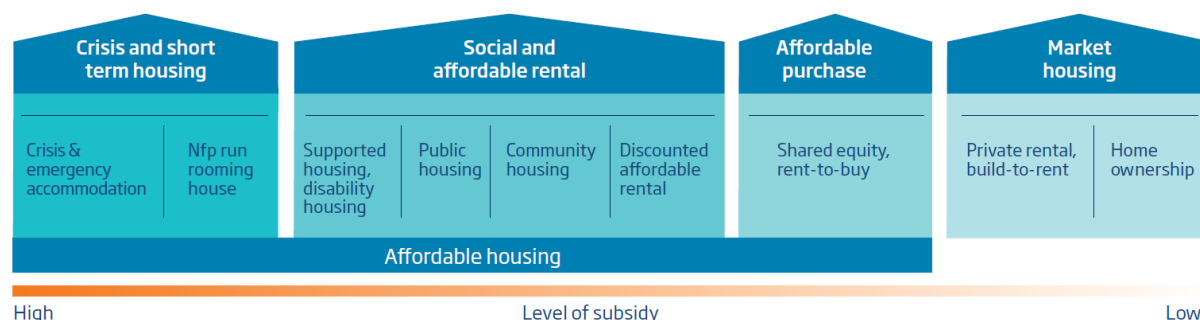 Crisis and short
term housing
Social and
affordable rental
Affordable
purchase
Market
housing
Crisis &
emergency
accommodation
Nfp run
rooming
house
Supported
housing,
disability
housing
Public
housing
Community
housing
Discounted
affordable
rental
Shared equity,
rent-to-buy
Private rental,
build-to-rent
Home
ownership
Affordable housing
High
Level of subsidy
Low